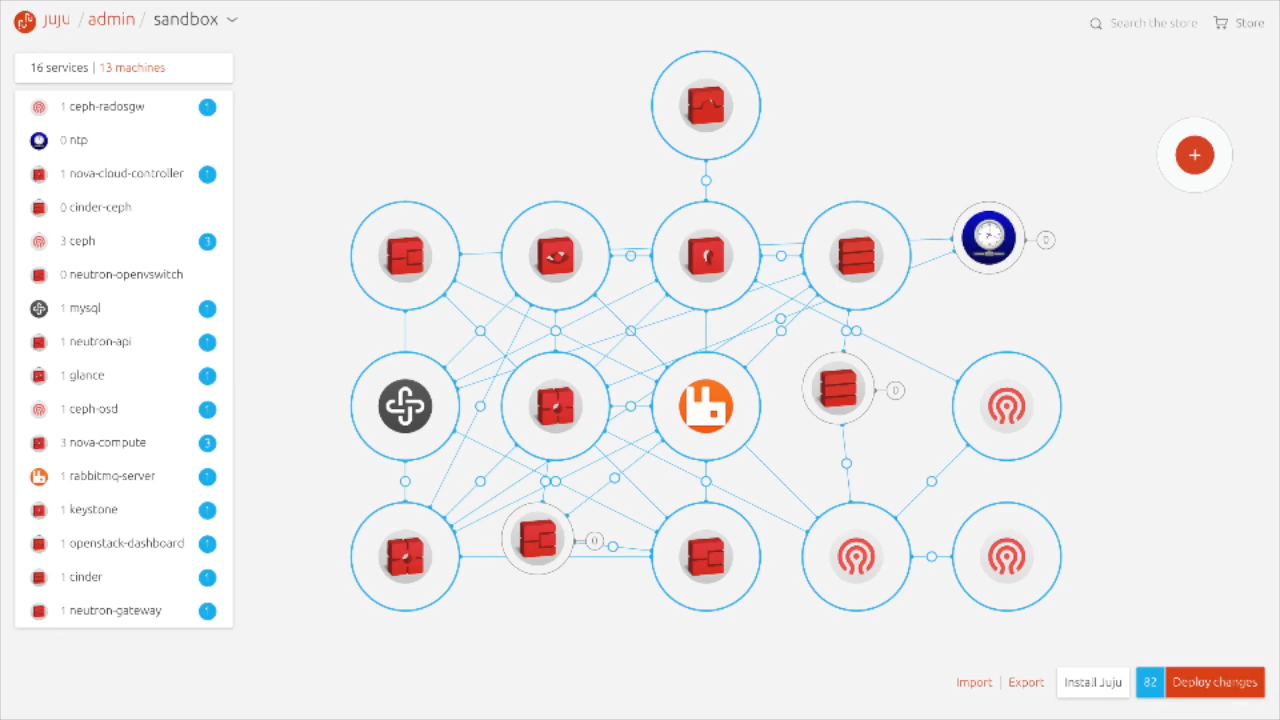 juju / admin / sandbox
Search the store
Store
16 services | 13 machines
1 ceph-radosgw 1
0 ntp
1 nova-cloud-controller 1
0 cinder-ceph
3 ceph 3
0 neutron-openvswitch
1 mysql 1
1 neutron-api 1
1 glance 1
1 ceph-osd 1
3 nova-compute 3
1 rabbitmq-server 1
1 keystone 1
1 openstack-dashboard 1
1 cinder 1
1 neutron-gateway 1
0
0
0
Import | Export
Install Juju
82 Deploy changes